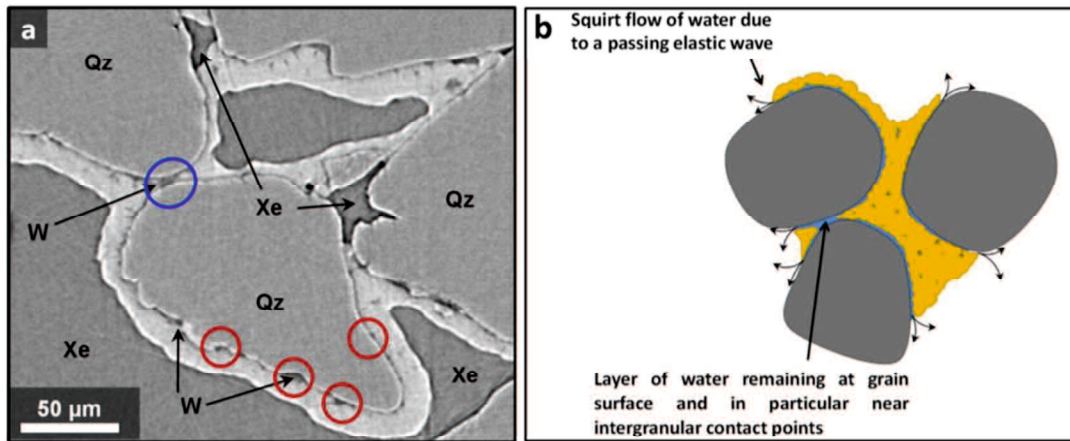 a
Qz
Xe
Qz
W
Qz
Xe
W
Xe
50 µm
b
Squirt flow of water due
to a passing elastic wave
Layer of water remaining at grain
surface and in particular near
intergranular contact points